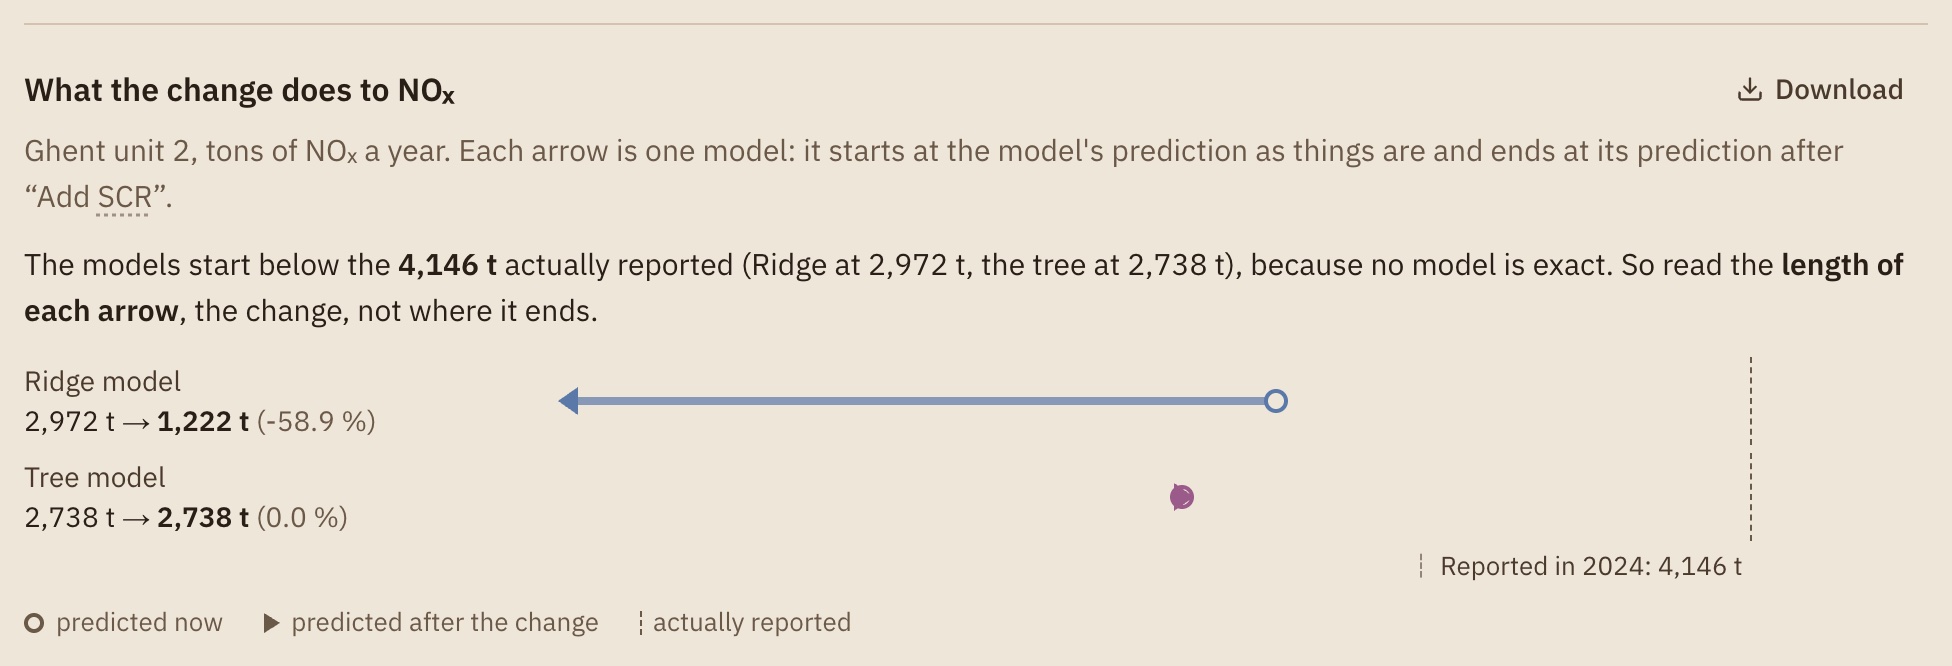 What the change does to NOₓ
Download
Ghent unit 2, tons of NOₓ a year. Each arrow is one model: it starts at the model's prediction as things are and ends at its prediction after
“Add SCR”.
The models start below the 4,146 t actually reported (Ridge at 2,972 t, the tree at 2,738 t), because no model is exact. So read the length of
each arrow, the change, not where it ends.
Ridge model
2,972 t → 1,222 t (-58.9 %)
Tree model
2,738 t → 2,738 t (0.0 %)
Reported in 2024: 4,146 t
predicted now
predicted after the change
actually reported